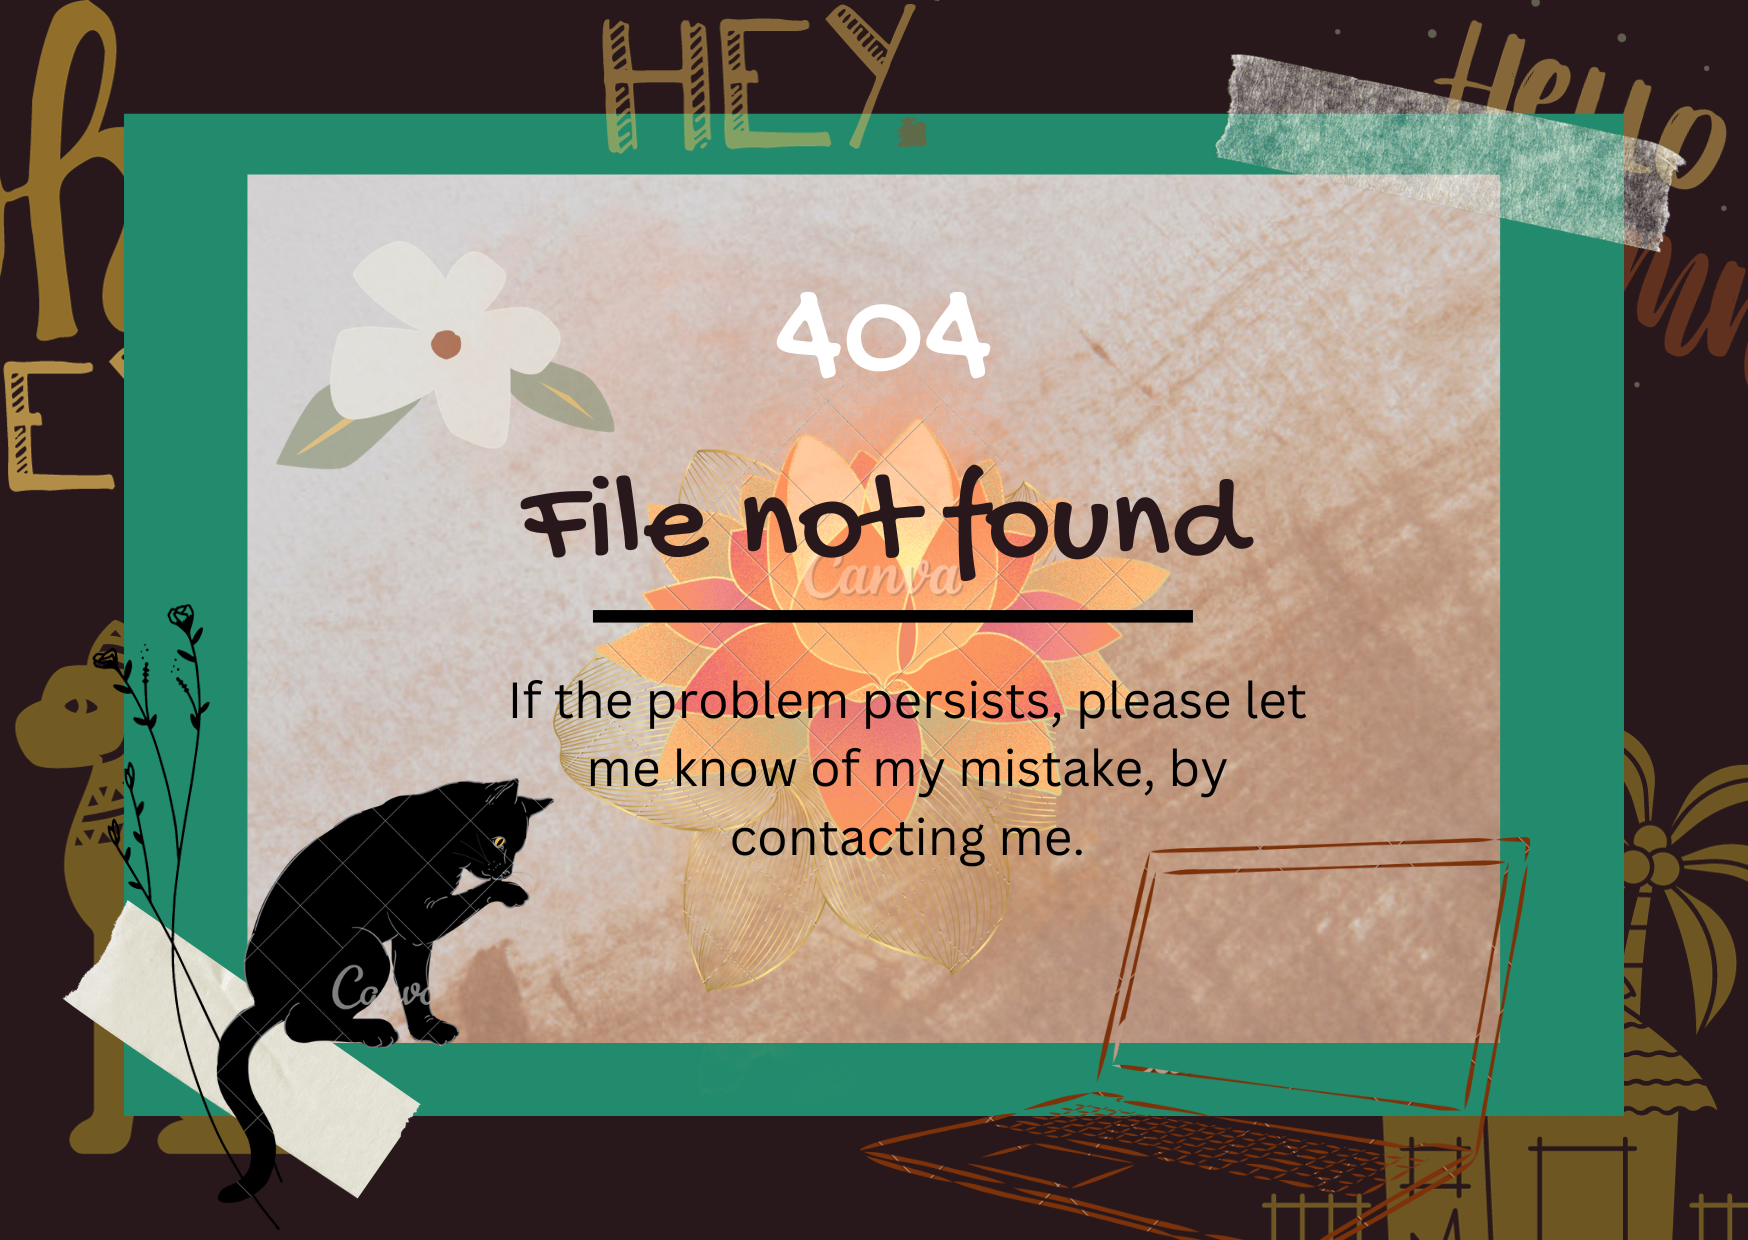 HEY
Hello
404
File not found
Canva
If the problem persists, please let
me know of my mistake, by
contacting me.
Canva